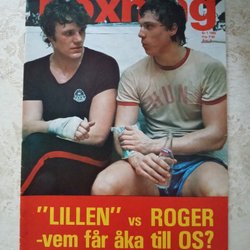 boxning
"LILLEN" vs ROGER
-vem får åka till OS?